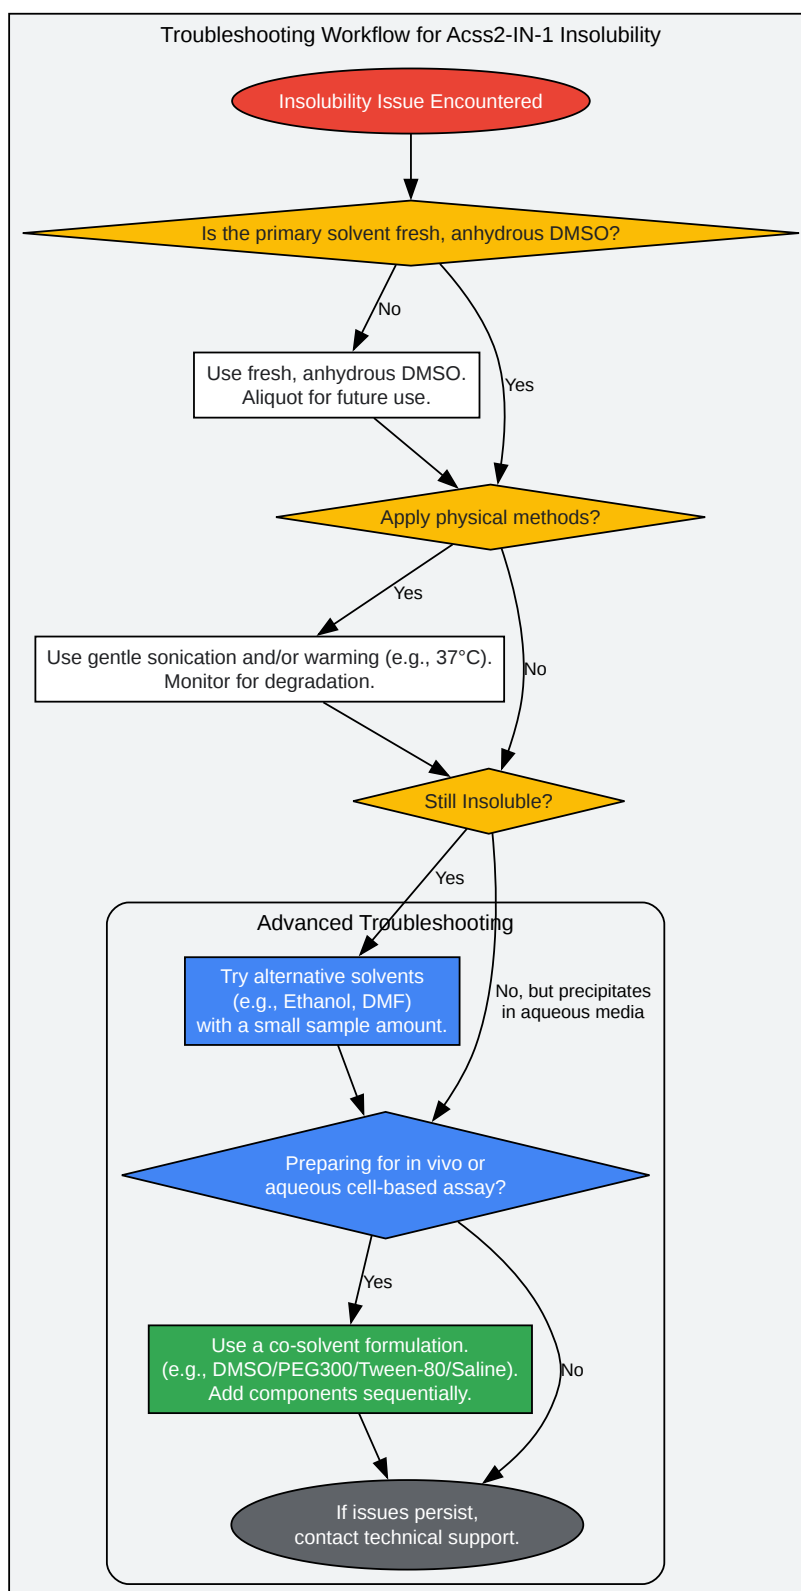 Troubleshooting Workflow for Acss2-IN-1 Insolubility
Insolubility Issue Encountered
Is the primary solvent fresh, anhydrous DMSO?
No
Use fresh, anhydrous DMSO.
Aliquot for future use.
Yes
Apply physical methods?
Yes
Use gentle sonication and/or warming (e.g., 37°C).
Monitor for degradation.
No
Still Insoluble?
Yes
Advanced Troubleshooting
Try alternative solvents
(e.g., Ethanol, DMF)
with a small sample amount.
No, but precipitates
in aqueous media
Preparing for in vivo or
aqueous cell-based assay?
Yes
Use a co-solvent formulation.
(e.g., DMSO/PEG300/Tween-80/Saline).
Add components sequentially.
No
If issues persist,
contact technical support.